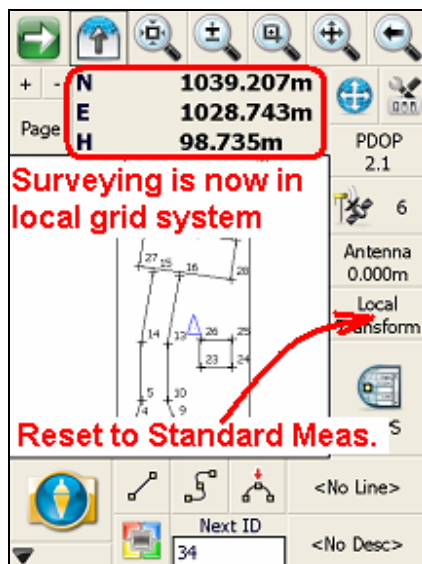 + -
Page
N 1039.207m
E 1028.743m
H 98.735m
PDOP
2.1
Surveying is now in
local grid system
6
Antenna
0.000m
Local
Transform
27 15 16
28
14 13 26 25
23 24
5 10
4 9
Reset to Standard Meas.
S
<No Line>
Next ID
34
<No Desc>